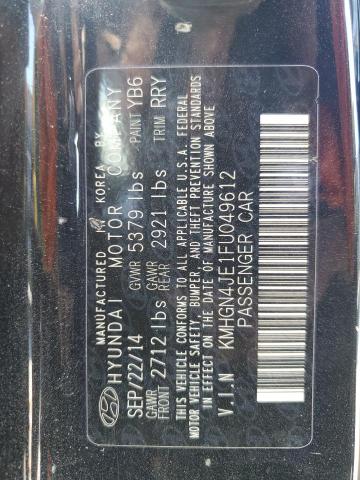 MANUFACTURED IN KOREA BY
HYUNDAI MOTOR COMPANY
SEP/22/14 GVWR 5379 lbs PAINT YB6
GAWR FRONT 2712 lbs GAWR REAR 2921 lbs TRIM RRY
THIS VEHICLE CONFORMS TO ALL APPLICABLE U.S.A. FEDERAL
MOTOR VEHICLE SAFETY, BUMPER, AND THEFT PREVENTION STANDARDS
IN EFFECT ON THE DATE OF MANUFACTURE SHOWN ABOVE
V.I.N KMHGN4JE1FU049612
PASSENGER CAR